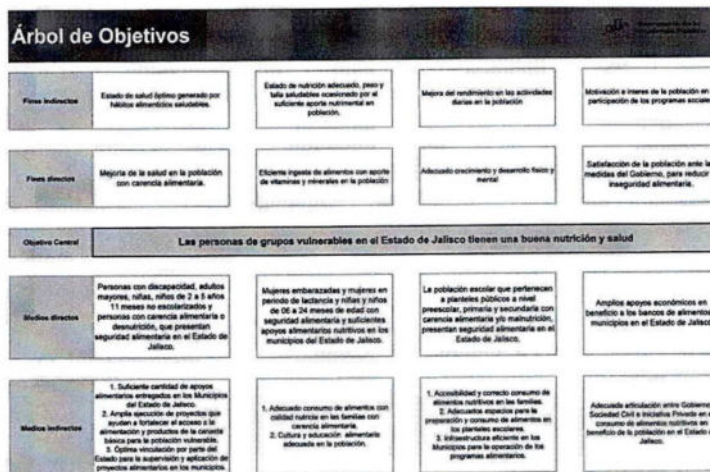 Árbol de Objetivos
Fines indirectos
Estado de salud óptimo generado por
hábitos alimenticios saludables.
Estado de nutrición adecuado, peso y
talla saludables ocasionado por al
suficiente aporte nutrimental en
población.
Mejora del rendimiento en las actividades
diarias en la población
Motivación e interes de la población en
participación de los programas sociales
Fines directos
Mejoría de la salud en la población
con carencia alimentaria.
Eficiente ingesta de alimentos con aporte
de vitaminas y minerales en la población
Adecuado crecimiento y desarrollo físico y
mental
Satisfacción de la población ante la
medidas del Gobierno, para reducir
inseguridad alimentaria.
Objetivo Central
Las personas de grupos vulnerables en el Estado de Jalisco tienen una buena nutrición y salud
Medios directos
Personas con discapacidad, adultos
mayores, niñas, niños de 2 a 5 años
11 meses no escolarizados y
personas con carencia alimentaria o
desnutrición, que presentan
seguridad alimentaria en el Estado de
Jalisco.
Mujeres embarazadas y mujeres en
periodo de lactancia y niñas y niños
de 06 a 24 meses de edad con
seguridad alimentaria y suficientes
apoyos alimentarios nutritivos en los
municipios del Estado de Jalisco.
La población escolar que pertenecen
a planteles públicos a nivel
preescolar, primaria y secundaria con
carencia alimentaria y/o malnutrición,
presentan seguridad alimentaria en el
Estado de Jalisco.
Amplios apoyos económicos en
beneficio a los bancos de alimentos
municipios en el Estado de Jalisco
Medios indirectos
1. Suficiente cantidad de apoyos
alimentarios entregados en los Municipios
del Estado de Jalisco.
2. Amplia ejecución de proyectos que
ayuden a fortalecer el acceso a la
alimentación y productos de la canasta
básica para la población vulnerable.
3. Óptima vinculación por parte del
Estado para la supervisión y aplicación de
proyectos alimentarios en los municipios.
1. Adecuado consumo de alimentos con
calidad nutricia en las familias con
carencia alimentaria.
2. Cultura y educación alimentaria
adecuada en la población.
1. Accesibilidad y correcto consumo de
alimentos nutritivos en las familias.
2. Adecuados espacios para la
preparación y consumo de alimentos en
los planteles escolares.
3. Infraestructura eficiente en los
Municipios para la operación de los
programas alimentarios.
Adecuada articulación entre Gobierno
Sociedad Civil e Iniciativa Privada en
consumo de alimentos nutritivos en
beneficio de la población en el Estado
Jalisco.